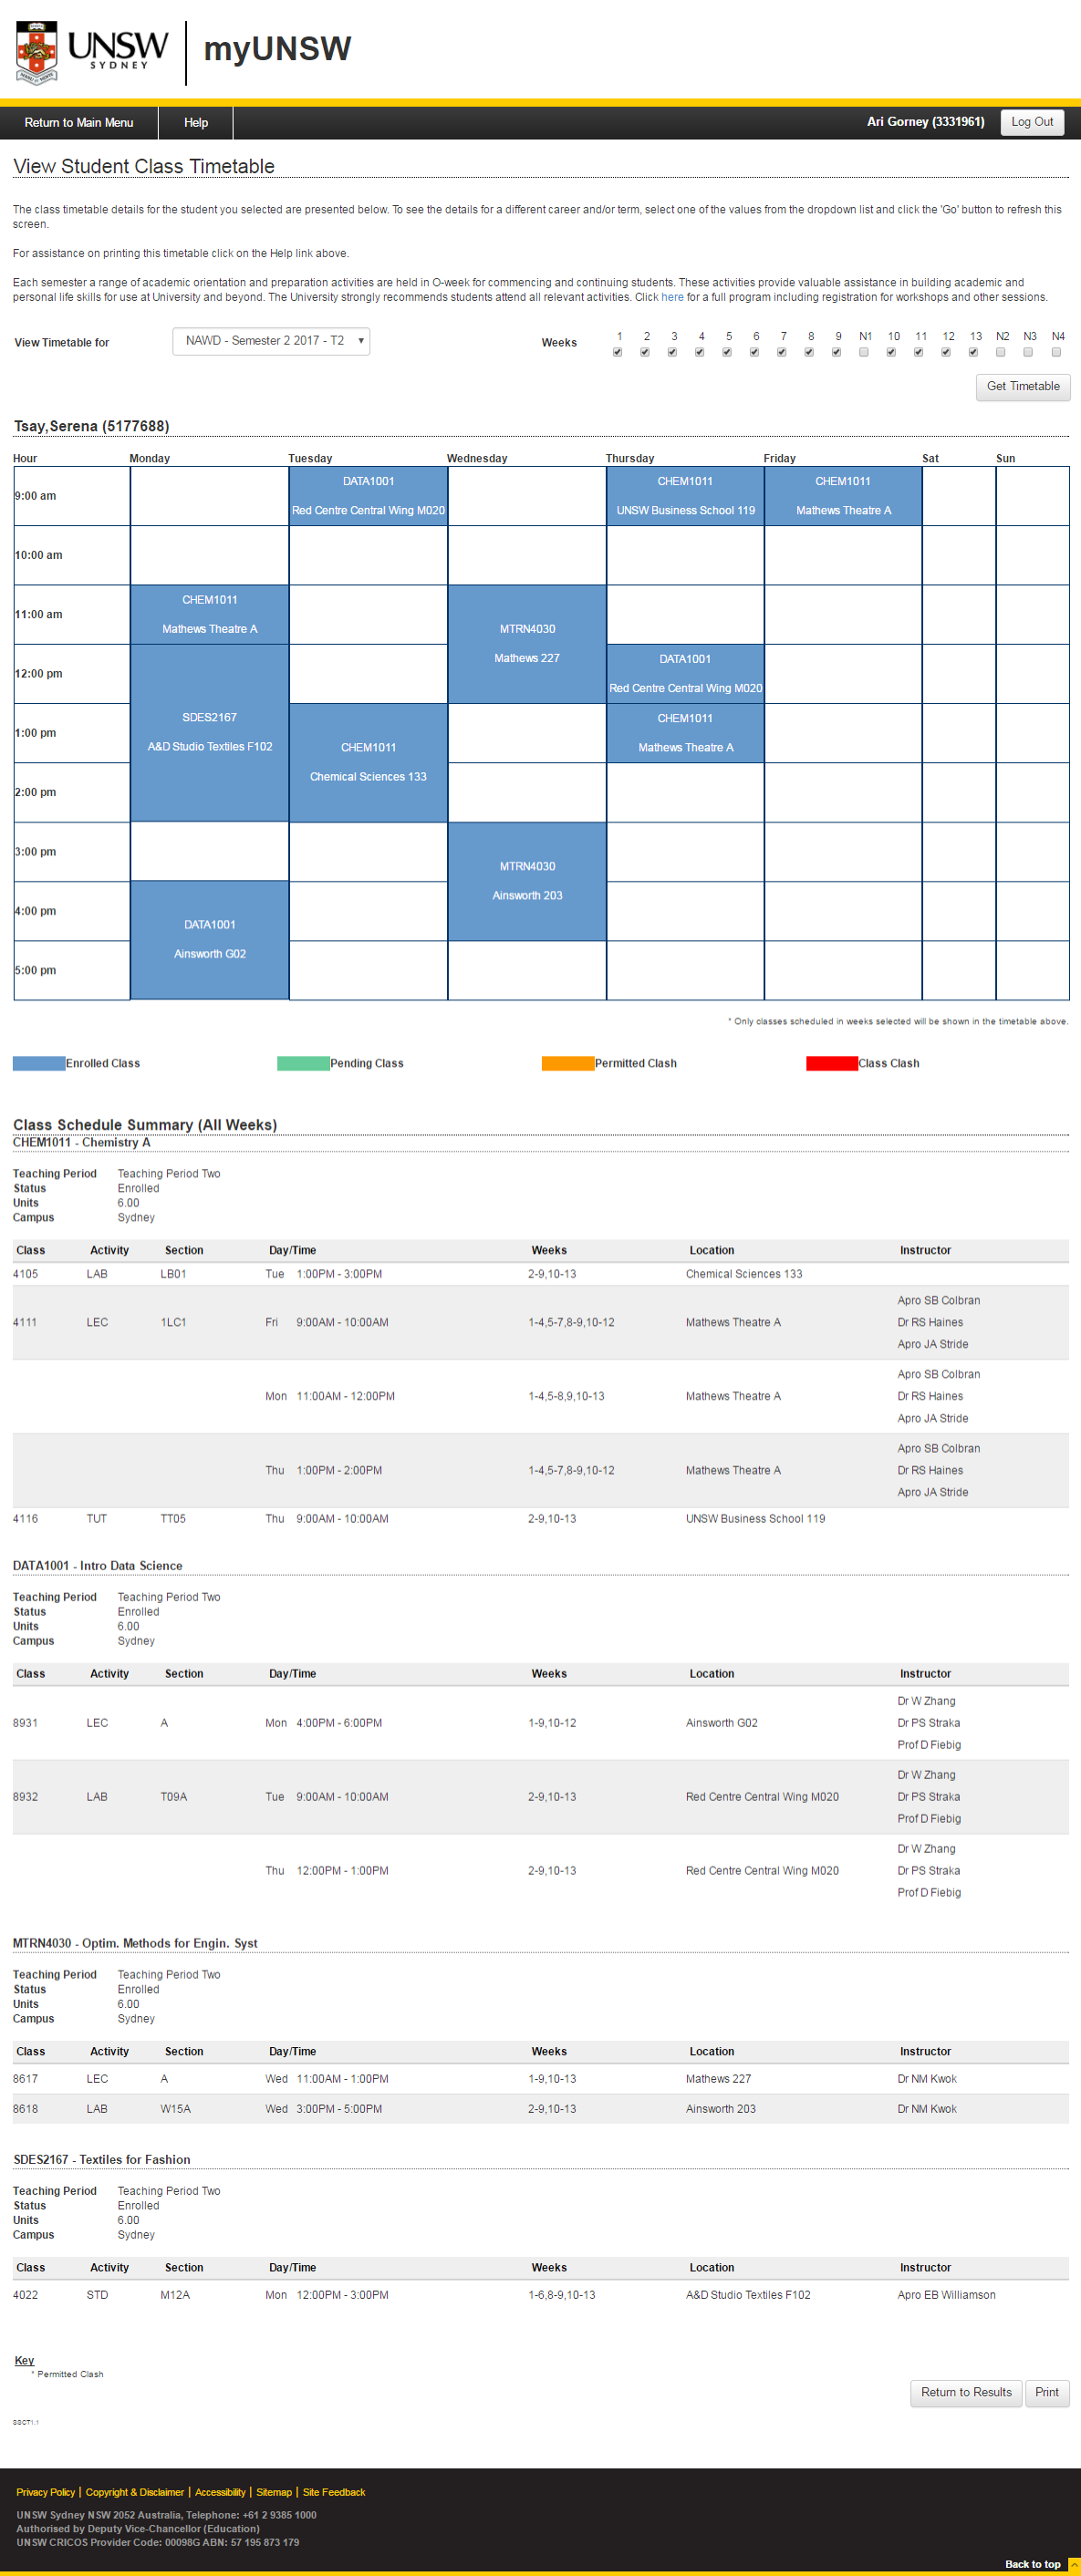 UNSW
SYDNEY
myUNSW
Return to Main Menu Help Ari Gorney (3331961) Log Out
View Student Class Timetable
The class timetable details for the student you selected are presented below. To see the details for a different career and/or term, select one of the values from the dropdown list and click the 'Go' button to refresh this
screen.
For assistance on printing this timetable click on the Help link above.
Each semester a range of academic orientation and preparation activities are held in O-week for commencing and continuing students. These activities provide valuable assistance in building academic and
personal life skills for use at University and beyond. The University strongly recommends students attend all relevant activities. Click here for a full program including registration for workshops and other sessions.
View Timetable for NAWD - Semester 2 2017 - T2 Weeks 1 2 3 4 5 6 7 8 9 N1 10 11 12 13 N2 N3 N4
Get Timetable
Tsay,Serena (5177688)
Hour Monday Tuesday Wednesday Thursday Friday Sat Sun
9:00 am DATA1001 CHEM1011 CHEM1011
Red Centre Central Wing M020 UNSW Business School 119 Mathews Theatre A
10:00 am
11:00 am CHEM1011
Mathews Theatre A MTRN4030
Mathews 227
12:00 pm DATA1001
Red Centre Central Wing M020
1:00 pm SDES2167 CHEM1011
A&D Studio Textiles F102 CHEM1011 Mathews Theatre A
Chemical Sciences 133
2:00 pm
3:00 pm MTRN4030
Ainsworth 203
4:00 pm DATA1001
Ainsworth G02
5:00 pm
* Only classes scheduled in weeks selected will be shown in the timetable above.
Enrolled Class Pending Class Permitted Clash Class Clash
Class Schedule Summary (All Weeks)
CHEM1011 - Chemistry A
Teaching Period Teaching Period Two
Status Enrolled
Units 6.00
Campus Sydney
Class Activity Section Day/Time Weeks Location Instructor
4105 LAB LB01 Tue 1:00PM - 3:00PM 2-9,10-13 Chemical Sciences 133
Apro SB Colbran
4111 LEC 1LC1 Fri 9:00AM - 10:00AM 1-4,5-7,8-9,10-12 Mathews Theatre A Dr RS Haines
Apro JA Stride
Apro SB Colbran
Mon 11:00AM - 12:00PM 1-4,5-8,9,10-13 Mathews Theatre A Dr RS Haines
Apro JA Stride
Apro SB Colbran
Thu 1:00PM - 2:00PM 1-4,5-7,8-9,10-12 Mathews Theatre A Dr RS Haines
Apro JA Stride
4116 TUT TT05 Thu 9:00AM - 10:00AM 2-9,10-13 UNSW Business School 119
DATA1001 - Intro Data Science
Teaching Period Teaching Period Two
Status Enrolled
Units 6.00
Campus Sydney
Class Activity Section Day/Time Weeks Location Instructor
Dr W Zhang
8931 LEC A Mon 4:00PM - 6:00PM 1-9,10-12 Ainsworth G02 Dr PS Straka
Prof D Fiebig
Dr W Zhang
8932 LAB T09A Tue 9:00AM - 10:00AM 2-9,10-13 Red Centre Central Wing M020 Dr PS Straka
Prof D Fiebig
Dr W Zhang
Thu 12:00PM - 1:00PM 2-9,10-13 Red Centre Central Wing M020 Dr PS Straka
Prof D Fiebig
MTRN4030 - Optim. Methods for Engin. Syst
Teaching Period Teaching Period Two
Status Enrolled
Units 6.00
Campus Sydney
Class Activity Section Day/Time Weeks Location Instructor
8617 LEC A Wed 11:00AM - 1:00PM 1-9,10-13 Mathews 227 Dr NM Kwok
8618 LAB W15A Wed 3:00PM - 5:00PM 2-9,10-13 Ainsworth 203 Dr NM Kwok
SDES2167 - Textiles for Fashion
Teaching Period Teaching Period Two
Status Enrolled
Units 6.00
Campus Sydney
Class Activity Section Day/Time Weeks Location Instructor
4022 STD M12A Mon 12:00PM - 3:00PM 1-6,8-9,10-13 A&D Studio Textiles F102 Apro EB Williamson
Key
* Permitted Clash
Return to Results Print
SSCT1.1
Privacy Policy | Copyright & Disclaimer | Accessibility | Sitemap | Site Feedback
UNSW Sydney NSW 2052 Australia, Telephone: +61 2 9385 1000
Authorised by Deputy Vice-Chancellor (Education)
UNSW CRICOS Provider Code: 00098G ABN: 57 195 873 179
Back to top